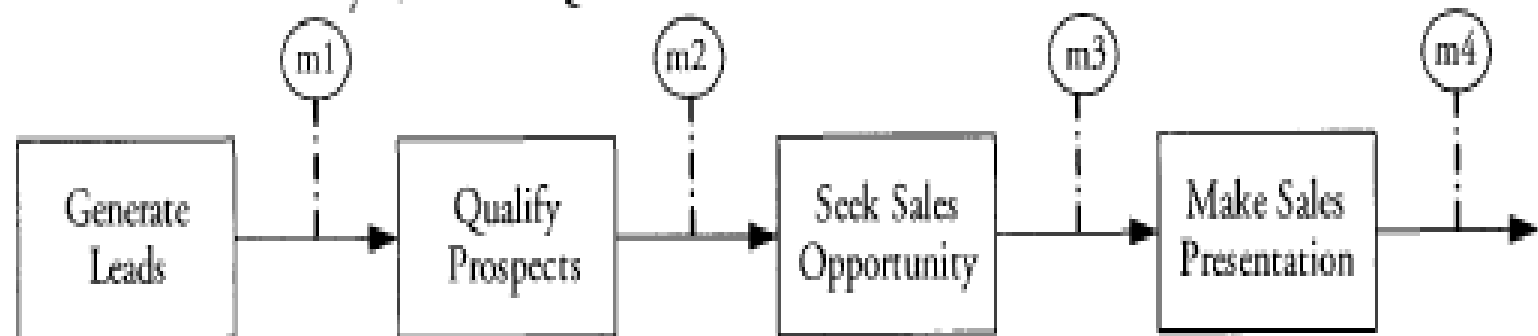 m1
m2
m3
m4
Generate
Leads
Qualify
Prospects
Seek Sales
Opportunity
Make Sales
Presentation